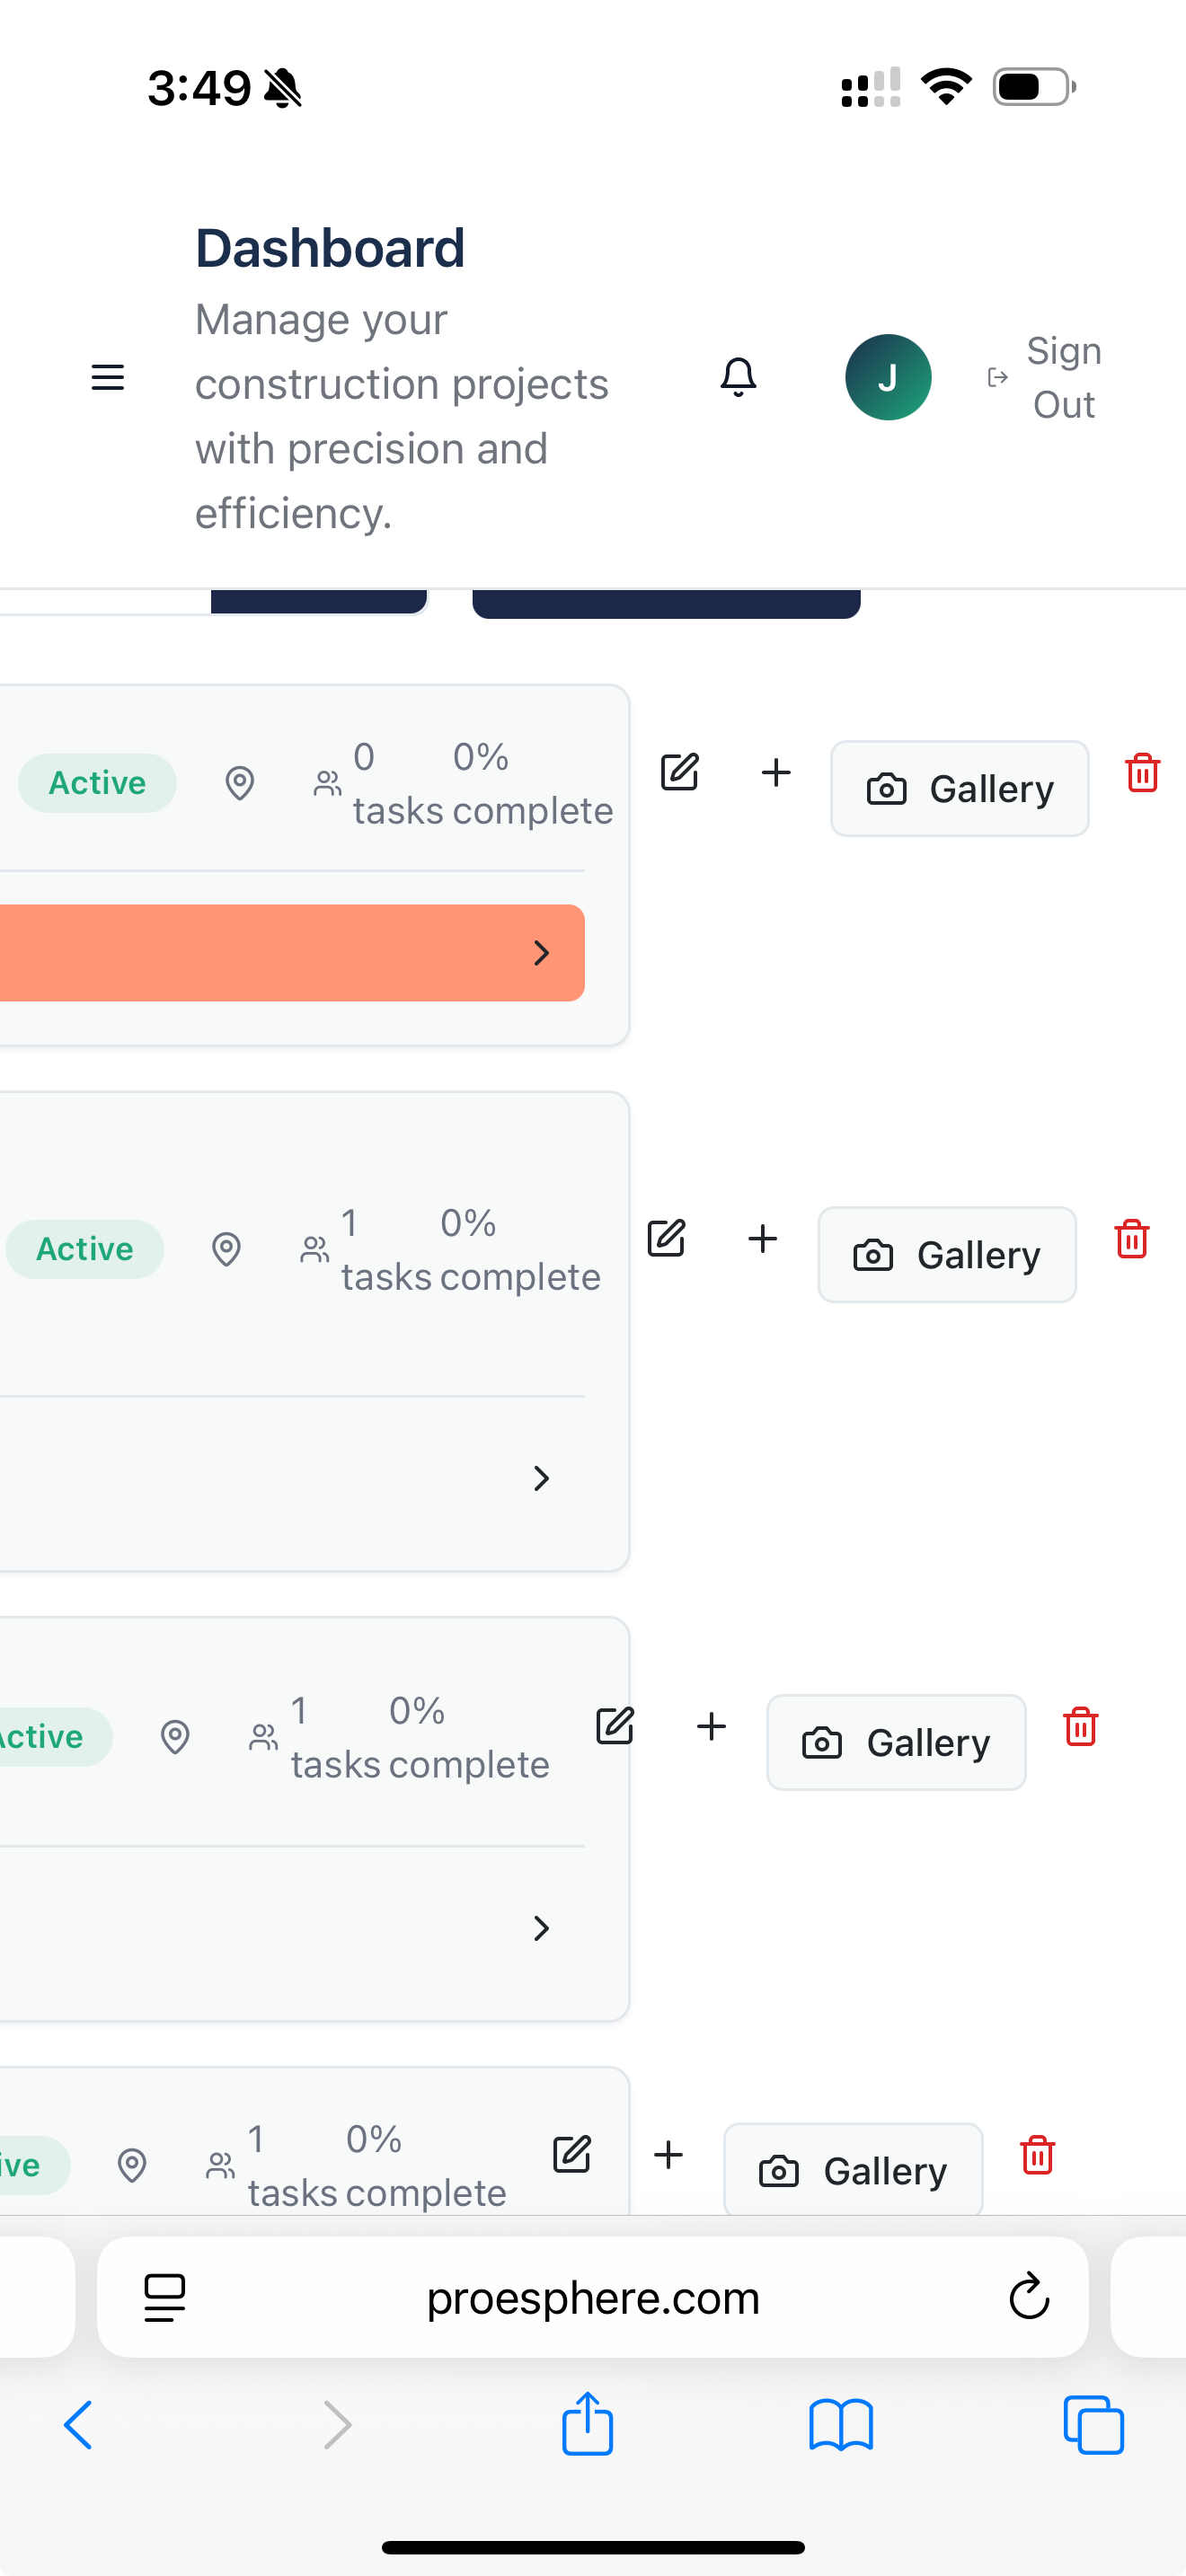 3:49
Dashboard
Manage your
construction projects
with precision and
efficiency.
J
Sign
Out
Active
0 0%
tasks complete
Gallery
Active
1 0%
tasks complete
Gallery
Active
1 0%
tasks complete
Gallery
ive
1 0%
tasks complete
Gallery
proesphere.com